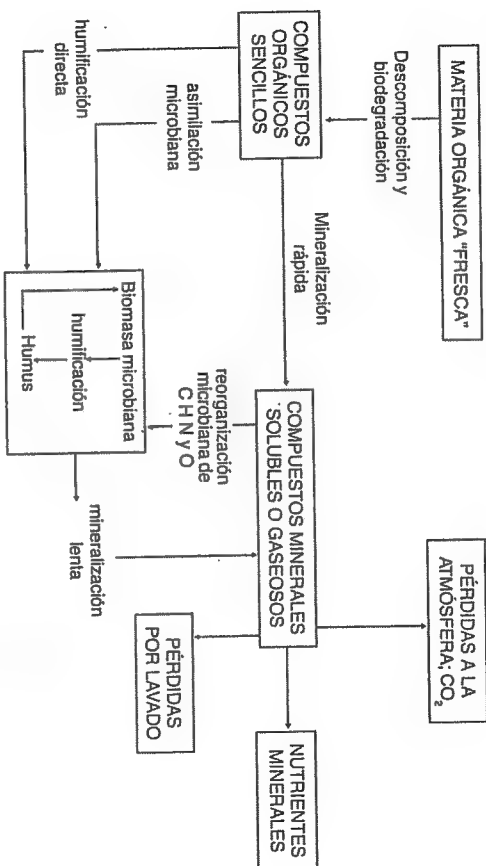 MATERIA ORGÁNICA "FRESCA"
Descomposición y
biodegradación
COMPUESTOS
ORGÁNICOS
SENCILLOS
Mineralización
rápida
COMPUESTOS MINERALES
SOLUBLES O GASEOSOS
PÉRDIDAS A LA
ATMÓSFERA; CO₂
NUTRIENTES
MINERALES
PÉRDIDAS
POR LAVADO
humificación
directa
asimilación
microbiana
reorganización
microbiana de
C H N y O
Biomasa microbiana
humificación
Humus
mineralización
lenta